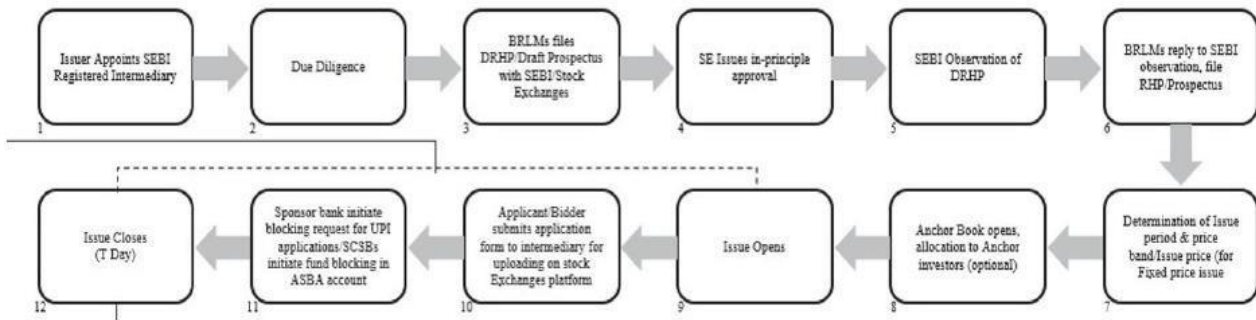 Issuer Appoints SEBI
Registered Intermediary
1
Due Diligence
2
BRLMs files
DRHP/Draft Prospectus
with SEBI/Stock
Exchanges
3
SE Issues in-principle
approval
4
SEBI Observation of
DRHP
5
BRLMs reply to SEBI
observation, file
RHP/Prospectus
6
Determination of Issue
period & price
band/Issue price (for
Fixed price issue
7
Anchor Book opens,
allocation to Anchor
investors (optional)
8
Issue Opens
9
Applicant/Bidder
submits application
form to intermediary for
uploading on stock
Exchanges platform
10
Sponsor bank initiate
blocking request for UPI
applications/SCSBs
initiate fund blocking in
ASBA account
11
Issue Closes
(T Day)
12